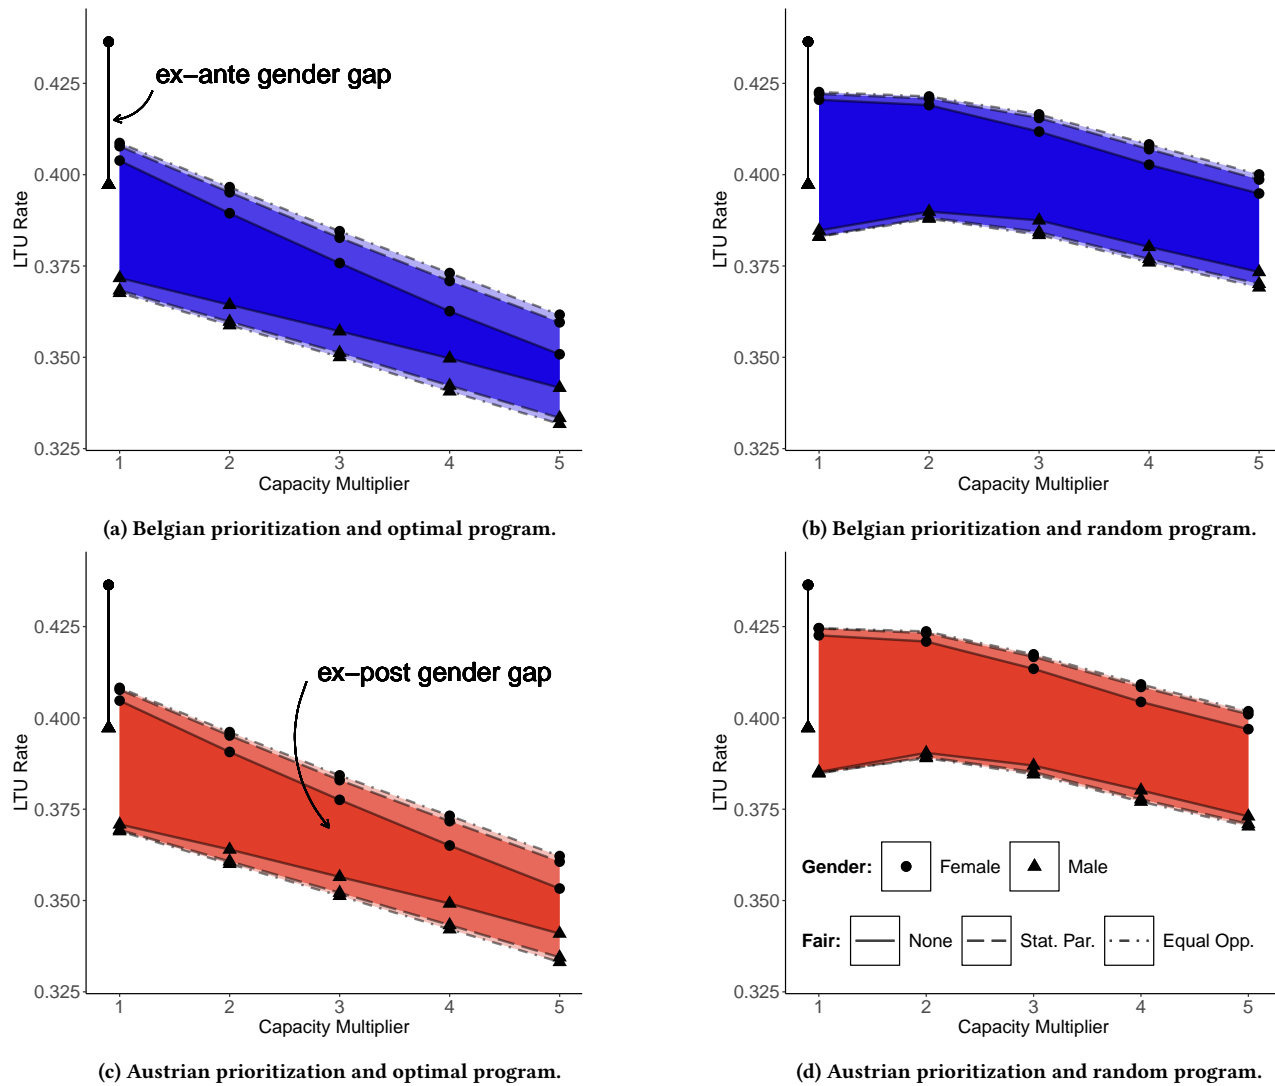 0.425
0.400
0.375
0.350
0.325
LTU Rate
ex–ante gender gap
1 2 3 4 5
Capacity Multiplier
(a) Belgian prioritization and optimal program.
0.425
0.400
0.375
0.350
0.325
LTU Rate
1 2 3 4 5
Capacity Multiplier
(b) Belgian prioritization and random program.
0.425
0.400
0.375
0.350
0.325
LTU Rate
ex–post gender gap
1 2 3 4 5
Capacity Multiplier
(c) Austrian prioritization and optimal program.
0.425
0.400
0.375
0.350
0.325
LTU Rate
Gender: Female Male
Fair: None Stat. Par. Equal Opp.
1 2 3 4 5
Capacity Multiplier
(d) Austrian prioritization and random program.